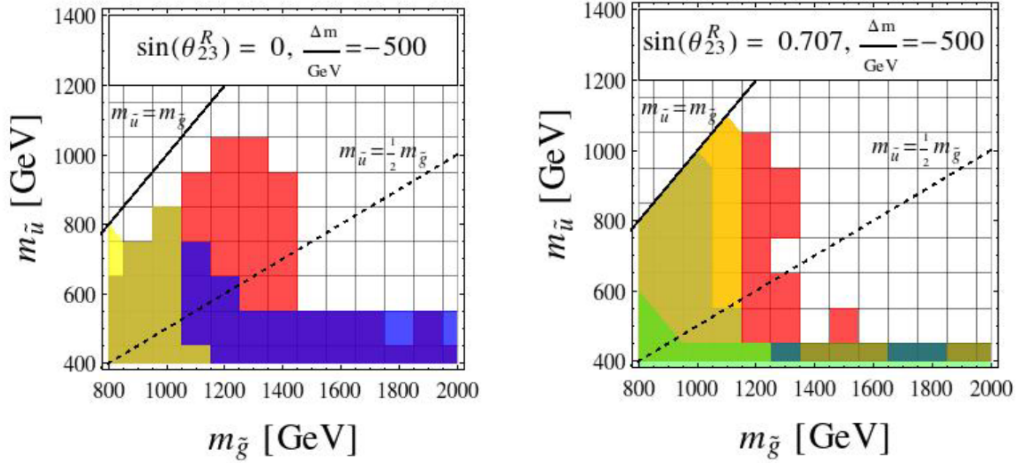 sin(θ₂₃ᴿ) = 0, Δm/GeV =−500
m_ũ = m_g̃
m_ũ = 1/2 m_g̃
1400
1200
1000
800
600
400
m_ũ [GeV]
800 1000 1200 1400 1600 1800 2000
m_g̃ [GeV]
sin(θ₂₃ᴿ) = 0.707, Δm/GeV =−500
m_ũ = m_g̃
m_ũ = 1/2 m_g̃
1400
1200
1000
800
600
400
m_ũ [GeV]
800 1000 1200 1400 1600 1800 2000
m_g̃ [GeV]